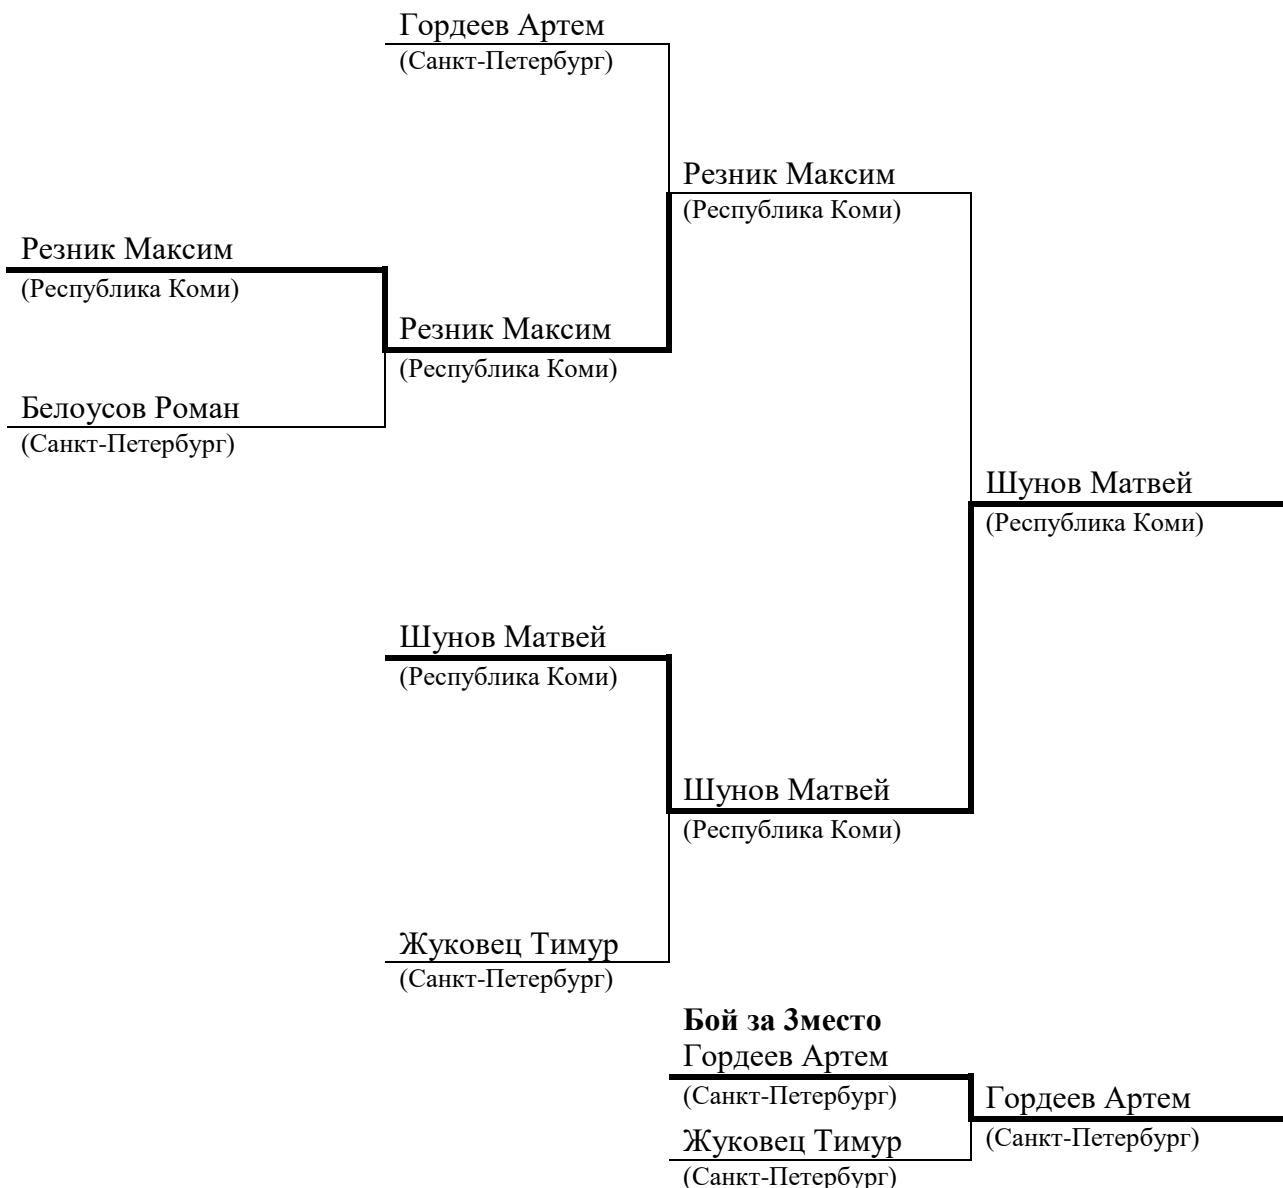 Гордеев Артем
(Санкт-Петербург)
Резник Максим
(Республика Коми)
Резник Максим
(Республика Коми)
Резник Максим
(Республика Коми)
Белоусов Роман
(Санкт-Петербург)
Шунов Матвей
(Республика Коми)
Шунов Матвей
(Республика Коми)
Шунов Матвей
(Республика Коми)
Жуковец Тимур
(Санкт-Петербург)
Бой за 3место
Гордеев Артем
(Санкт-Петербург)
Гордеев Артем
(Санкт-Петербург)
Жуковец Тимур
(Санкт-Петербург)